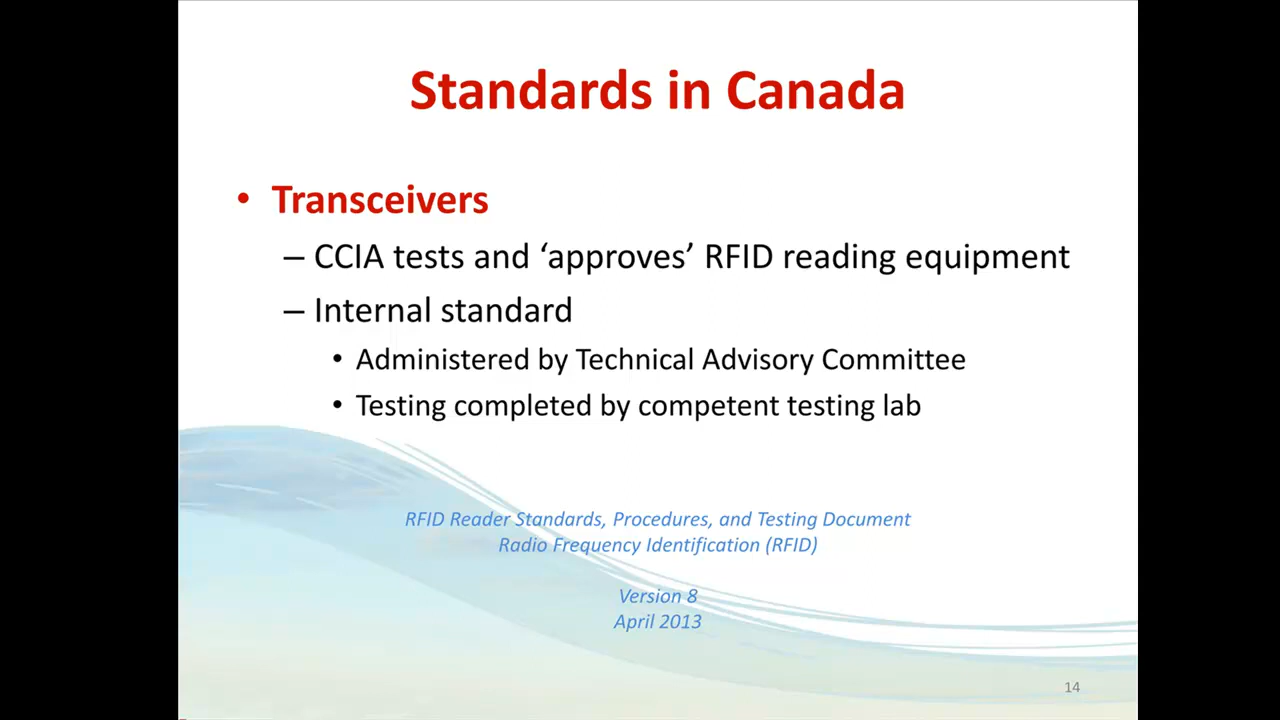 Standards in Canada
• Transceivers
– CCIA tests and ‘approves’ RFID reading equipment
– Internal standard
• Administered by Technical Advisory Committee
• Testing completed by competent testing lab
RFID Reader Standards, Procedures, and Testing Document
Radio Frequency Identification (RFID)
Version 8
April 2013
14